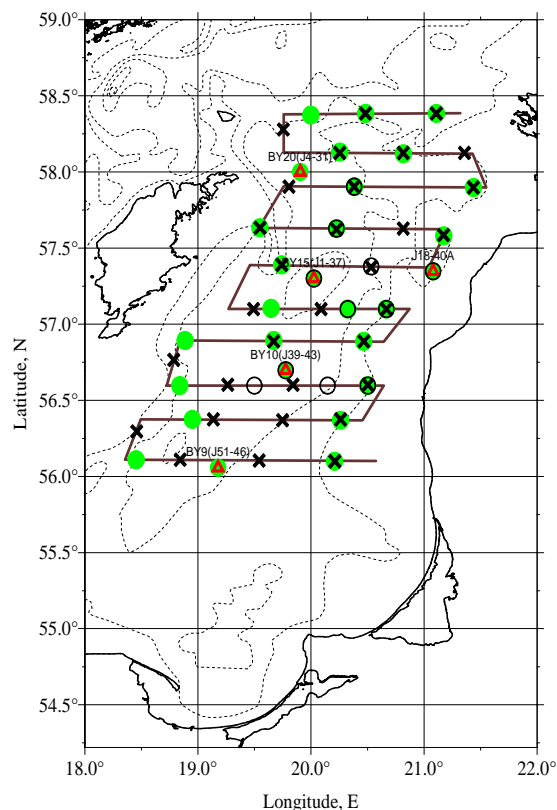 59.0°
58.5°
BY20(J4-31)
58.0°
57.5°
BY15(J1-37)
J18-40A
57.0°
BY10(J39-43)
56.5°
BY9(J51-46)
56.0°
55.5°
55.0°
54.5°
Latitude, N
18.0° 19.0° 20.0° 21.0° 22.0°
Longitude, E